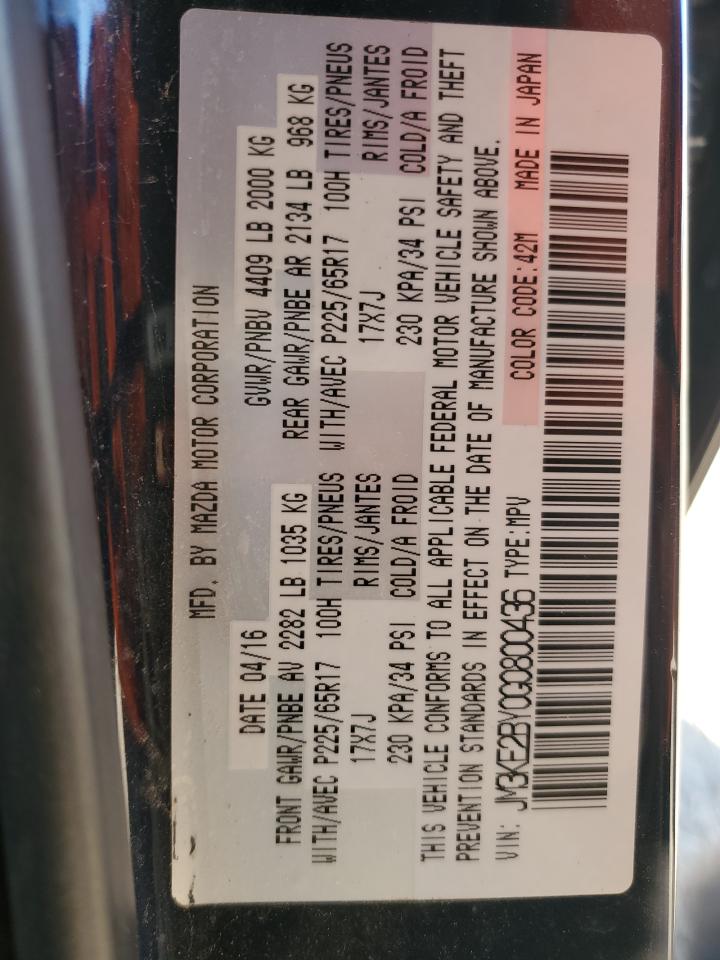 MFD. BY MAZDA MOTOR CORPORATION
DATE 04/16 GVWR/PNBV 4409 LB 2000 KG
FRONT GAWR/PNBE AV 2282 LB 1035 KG REAR GAWR/PNBE AR 2134 LB 968 KG
WITH/AVEC P225/65R17 100H TIRES/PNEUS WITH/AVEC P225/65R17 100H TIRES/PNEUS
17X7J RIMS/JANTES 17X7J RIMS/JANTES
230 KPA/34 PSI COLD/A FROID 230 KPA/34 PSI COLD/A FROID
THIS VEHICLE CONFORMS TO ALL APPLICABLE FEDERAL MOTOR VEHICLE SAFETY AND THEFT
PREVENTION STANDARDS IN EFFECT ON THE DATE OF MANUFACTURE SHOWN ABOVE.
VIN: JM3KE2BY0G0800436 TYPE:MPV COLOR CODE:42M MADE IN JAPAN